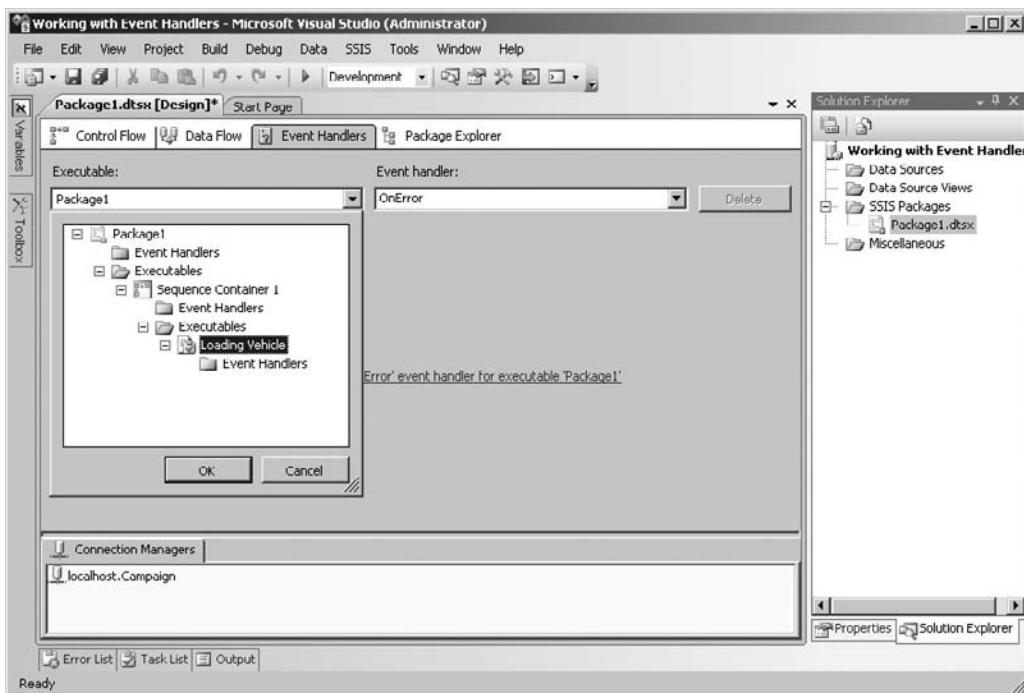 Working with Event Handlers - Microsoft Visual Studio (Administrator)
File Edit View Project Build Debug Data SSIS Tools Window Help
Development
Package1.dtsx [Design]* Start Page
Solution Explorer
Variables
Toolbox
Control Flow Data Flow Event Handlers Package Explorer
Executable: Event handler:
Package1 OnError Delete
Package1
Event Handlers
Executables
Sequence Container 1
Event Handlers
Executables
Loading Vehicle
Event Handlers
Error' event handler for executable 'Package1'
OK Cancel
Connection Managers
localhost.Campaign
Working with Event Handler
Data Sources
Data Source Views
SSIS Packages
Package1.dtsx
Miscellaneous
Properties Solution Explorer
Error List Task List Output
Ready